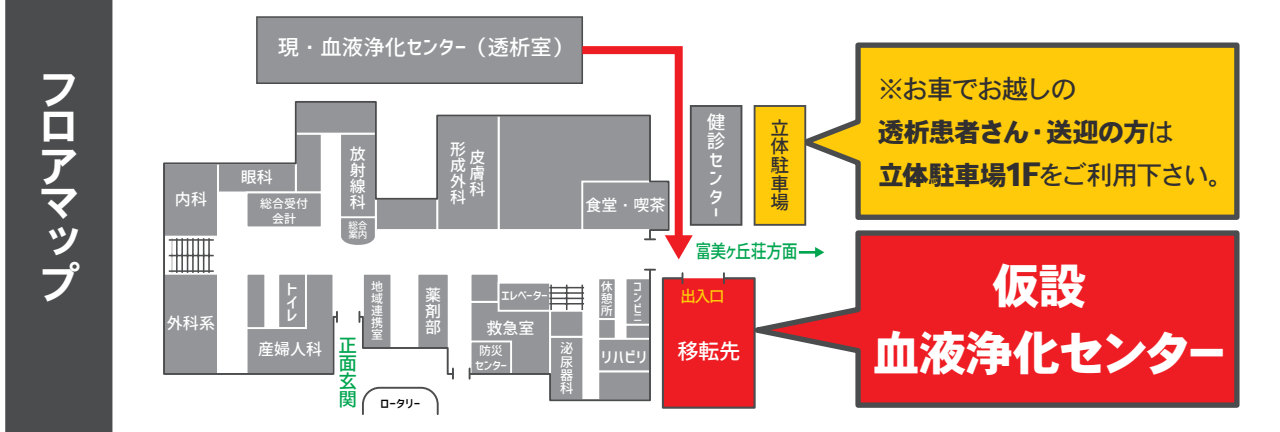 フロアマップ
現・血液浄化センター（透析室）
健診センター
立体駐車場
※お車でお越しの
透析患者さん・送迎の方は
立体駐車場1Fをご利用下さい。
内科
眼科
総合受付
会計
放射線科
総合
案内
皮膚科
形成外科
食堂・喫茶
富美ヶ丘荘方面→
外科系
トイレ
産婦人科
正面玄関
地域連携室
薬剤部
エレベーター
救急室
防災
センター
泌尿器科
休憩所
コンビニ
リハビリ
ロータリー
出入口
移転先
仮設
血液浄化センター